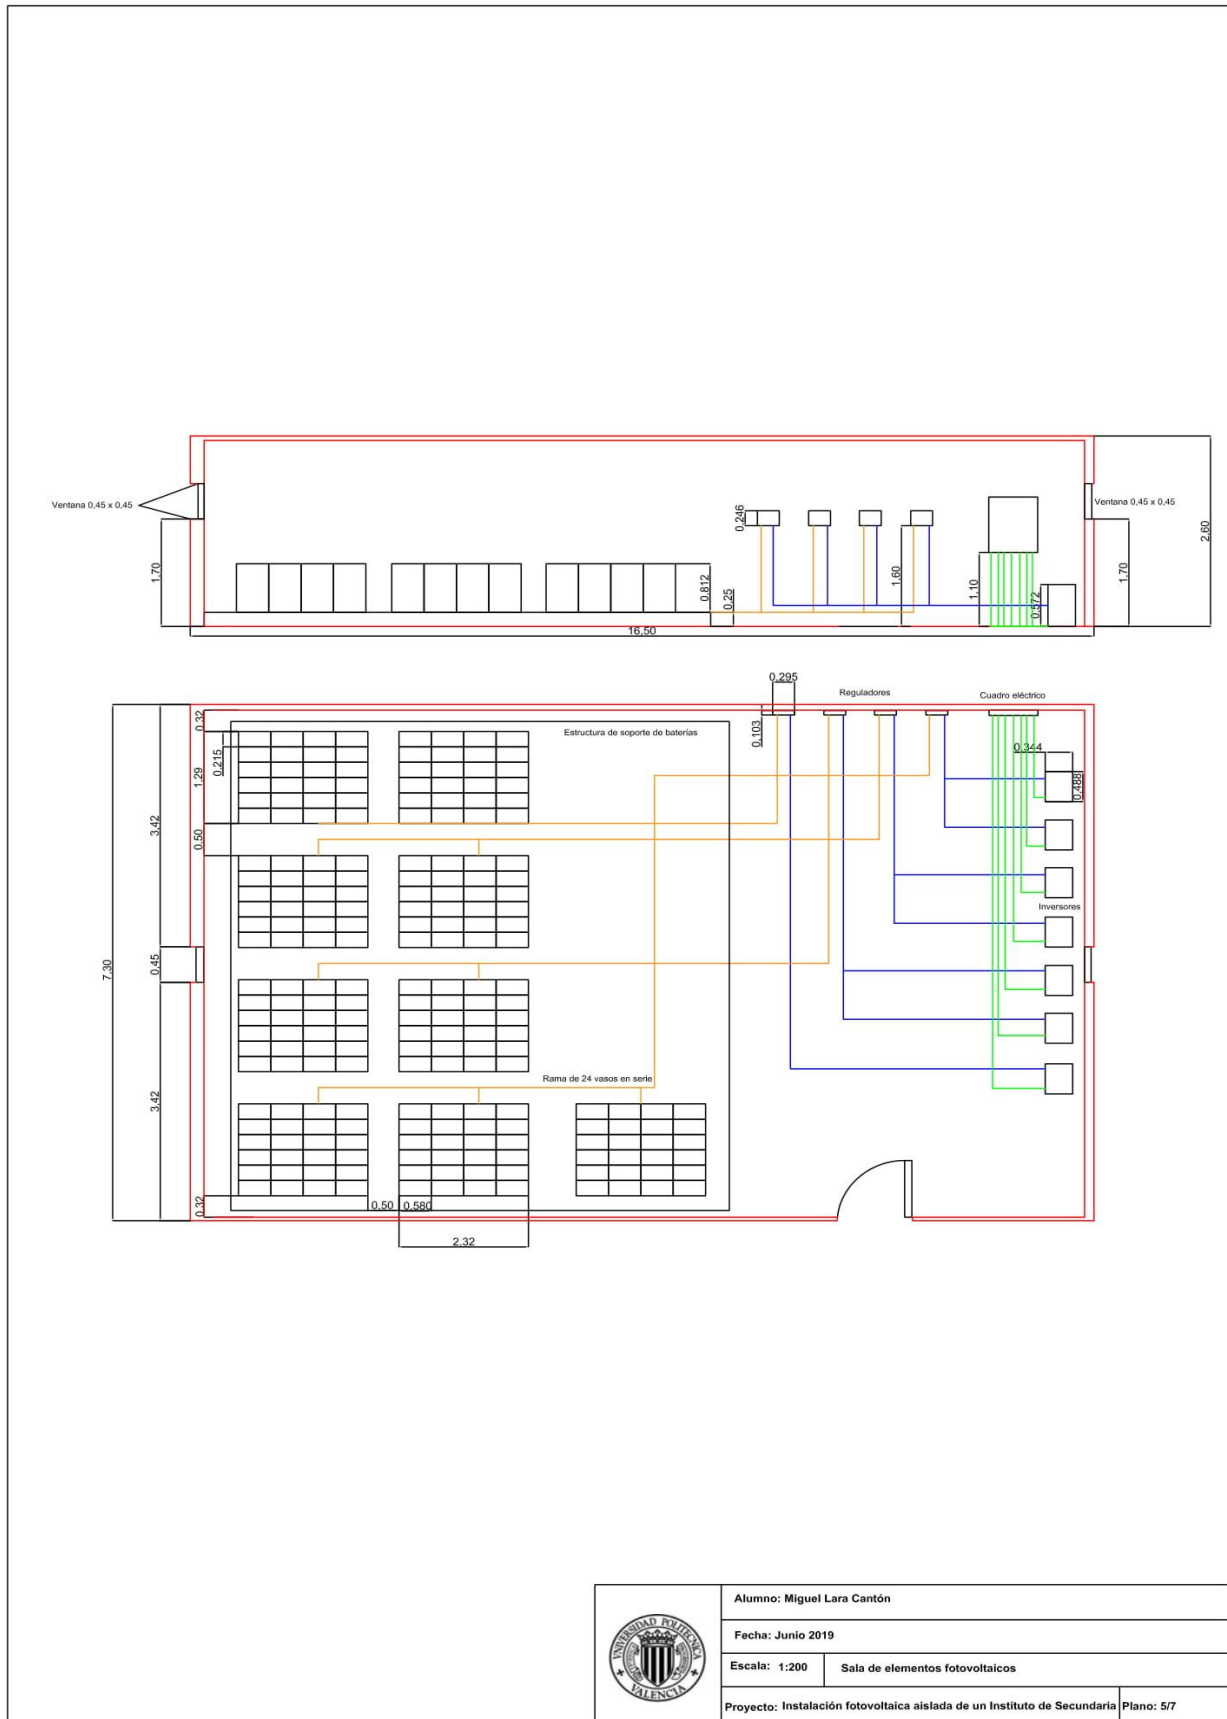 Ventana 0,45 x 0,45
1,70
0,246
0,812
0,25
1,60
1,10
0,572
Ventana 0,45 x 0,45
1,70
2,60
16,50
0,295
Reguladores
Cuadro eléctrico
0,32
0,215
1,29
3,42
0,50
Estructura de soporte de baterías
0,103
0,344
0,488
Inversores
7,30
0,45
Rama de 24 vasos en serie
3,42
0,32
0,50
0,580
2,32
VNIVERSIDAD POLITECNICA
VALENCIA
Alumno: Miguel Lara Cantón
Fecha: Junio 2019
Escala: 1:200
Sala de elementos fotovoltaicos
Proyecto: Instalación fotovoltaica aislada de un Instituto de Secundaria
Plano: 5/7